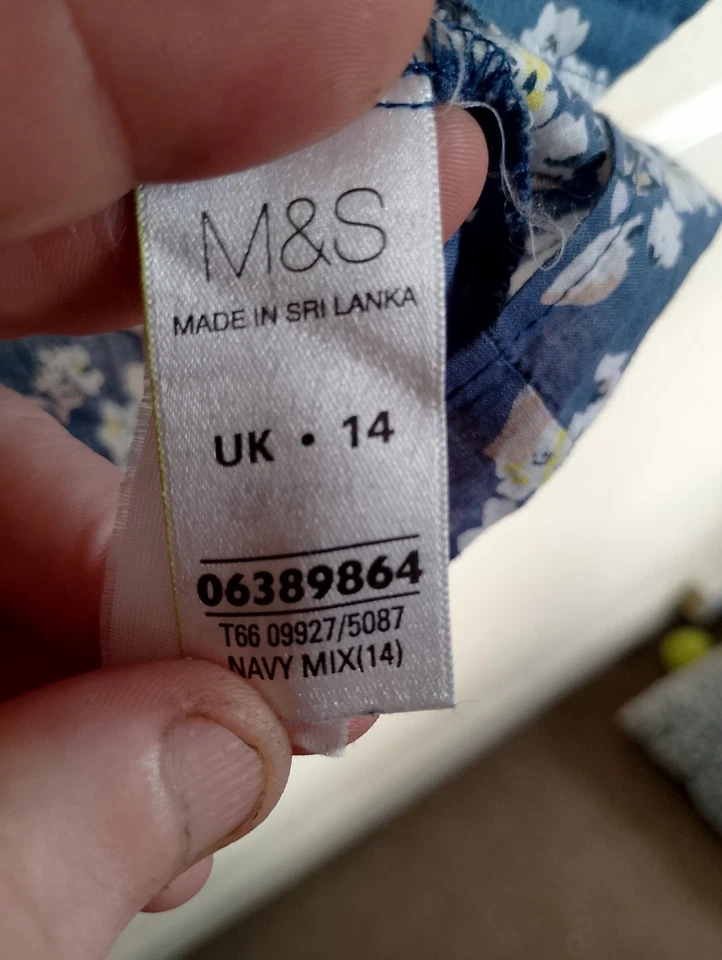 M&S
MADE IN SRI LANKA
UK • 14
06389864
T66 09927/5087
NAVY MIX(14)